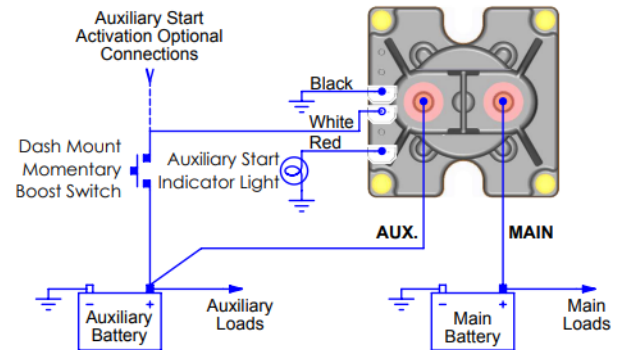 Auxiliary Start
Activation Optional
Connections
Black
White
Red
Dash Mount
Momentary
Boost Switch
Auxiliary Start
Indicator Light
AUX.
MAIN
- +
Auxiliary
Battery
Auxiliary
Loads
- +
Main
Battery
Main
Loads